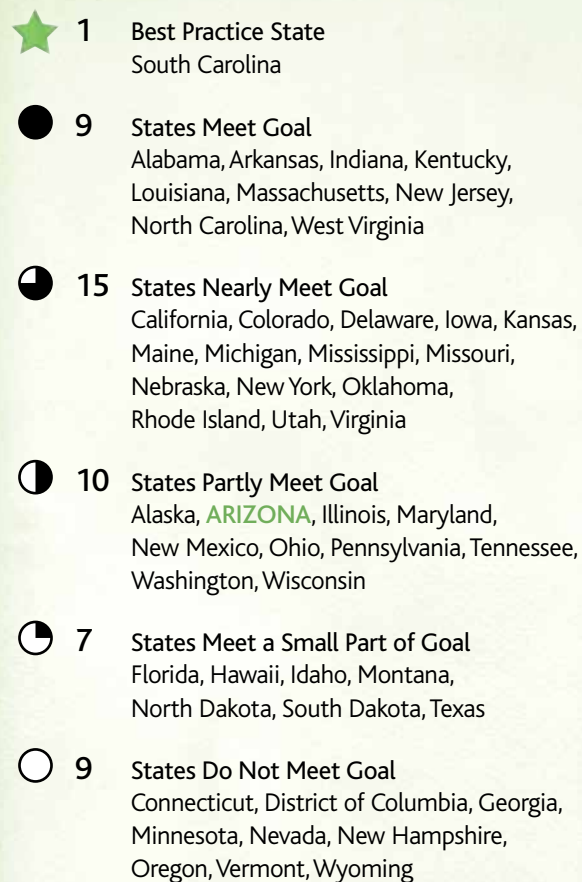 1 Best Practice State
South Carolina
9 States Meet Goal
Alabama, Arkansas, Indiana, Kentucky,
Louisiana, Massachusetts, New Jersey,
North Carolina, West Virginia
15 States Nearly Meet Goal
California, Colorado, Delaware, Iowa, Kansas,
Maine, Michigan, Mississippi, Missouri,
Nebraska, New York, Oklahoma,
Rhode Island, Utah, Virginia
10 States Partly Meet Goal
Alaska, ARIZONA, Illinois, Maryland,
New Mexico, Ohio, Pennsylvania, Tennessee,
Washington, Wisconsin
7 States Meet a Small Part of Goal
Florida, Hawaii, Idaho, Montana,
North Dakota, South Dakota, Texas
9 States Do Not Meet Goal
Connecticut, District of Columbia, Georgia,
Minnesota, Nevada, New Hampshire,
Oregon, Vermont, Wyoming